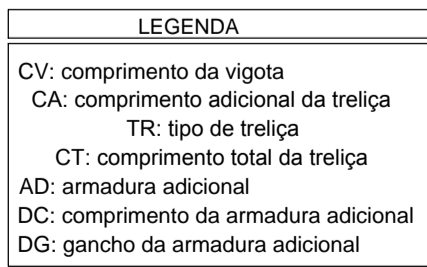 LEGENDA
CV: comprimento da vigota
CA: comprimento adicional da treliça
TR: tipo de treliça
CT: comprimento total da treliça
AD: armadura adicional
DC: comprimento da armadura adicional
DG: gancho da armadura adicional